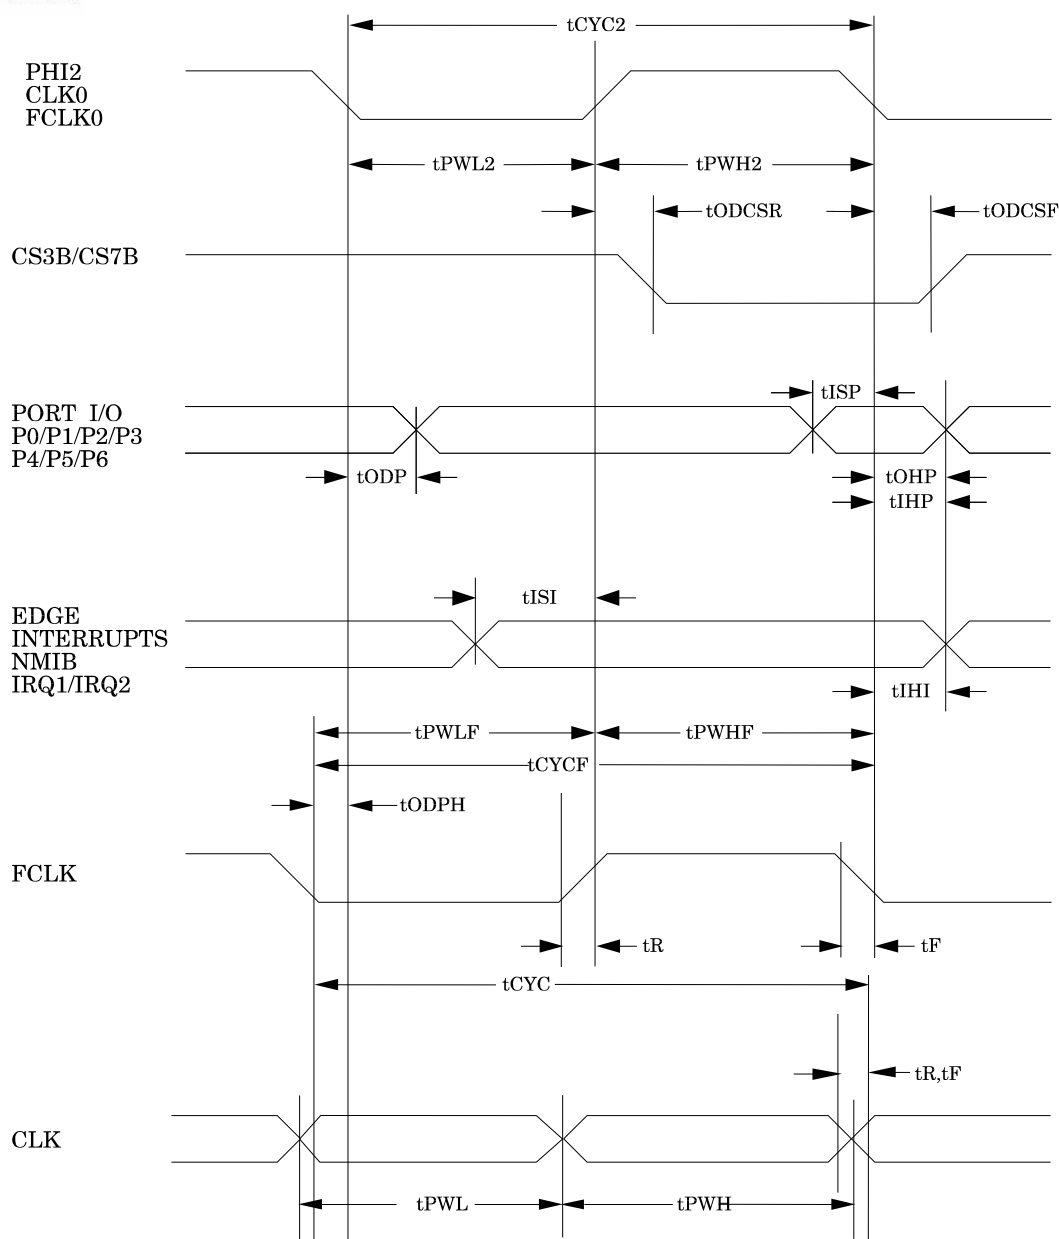 tCYC2
PHI2
CLK0
FCLK0
tPWL2 tPWH2
tODCSR tODCSF
CS3B/CS7B
tISP
PORT I/O
P0/P1/P2/P3
P4/P5/P6
tODP tOHP
tIHP
tISI
EDGE
INTERRUPTS
NMIB
IRQ1/IRQ2
tIHI
tPWLF tPWHF
tCYCF
tODPH
FCLK
tR tF
tCYC
tR,tF
CLK
tPWL tPWH